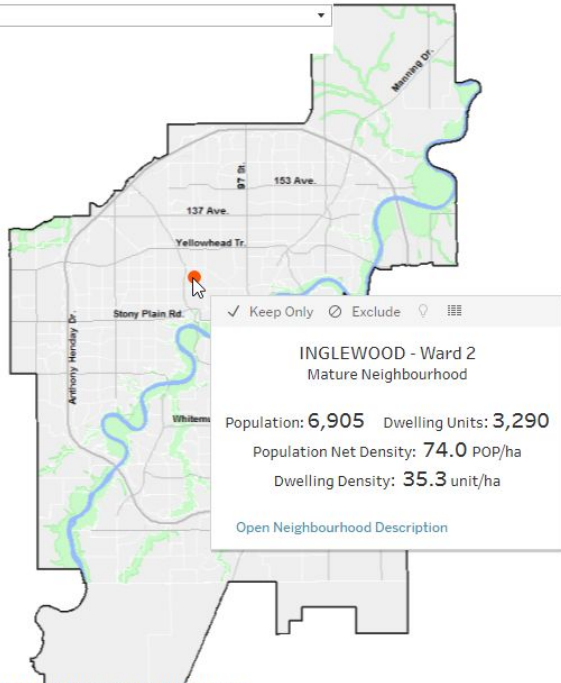 Manning Dr.
97 St.
153 Ave.
137 Ave.
Yellowhead Tr.
Stony Plain Rd.
Anthony Henday Dr.
Keep Only Exclude
INGLEWOOD - Ward 2
Mature Neighbourhood
Population: 6,905 Dwelling Units: 3,290
Population Net Density: 74.0 POP/ha
Dwelling Density: 35.3 unit/ha
Whitemu
Open Neighbourhood Description